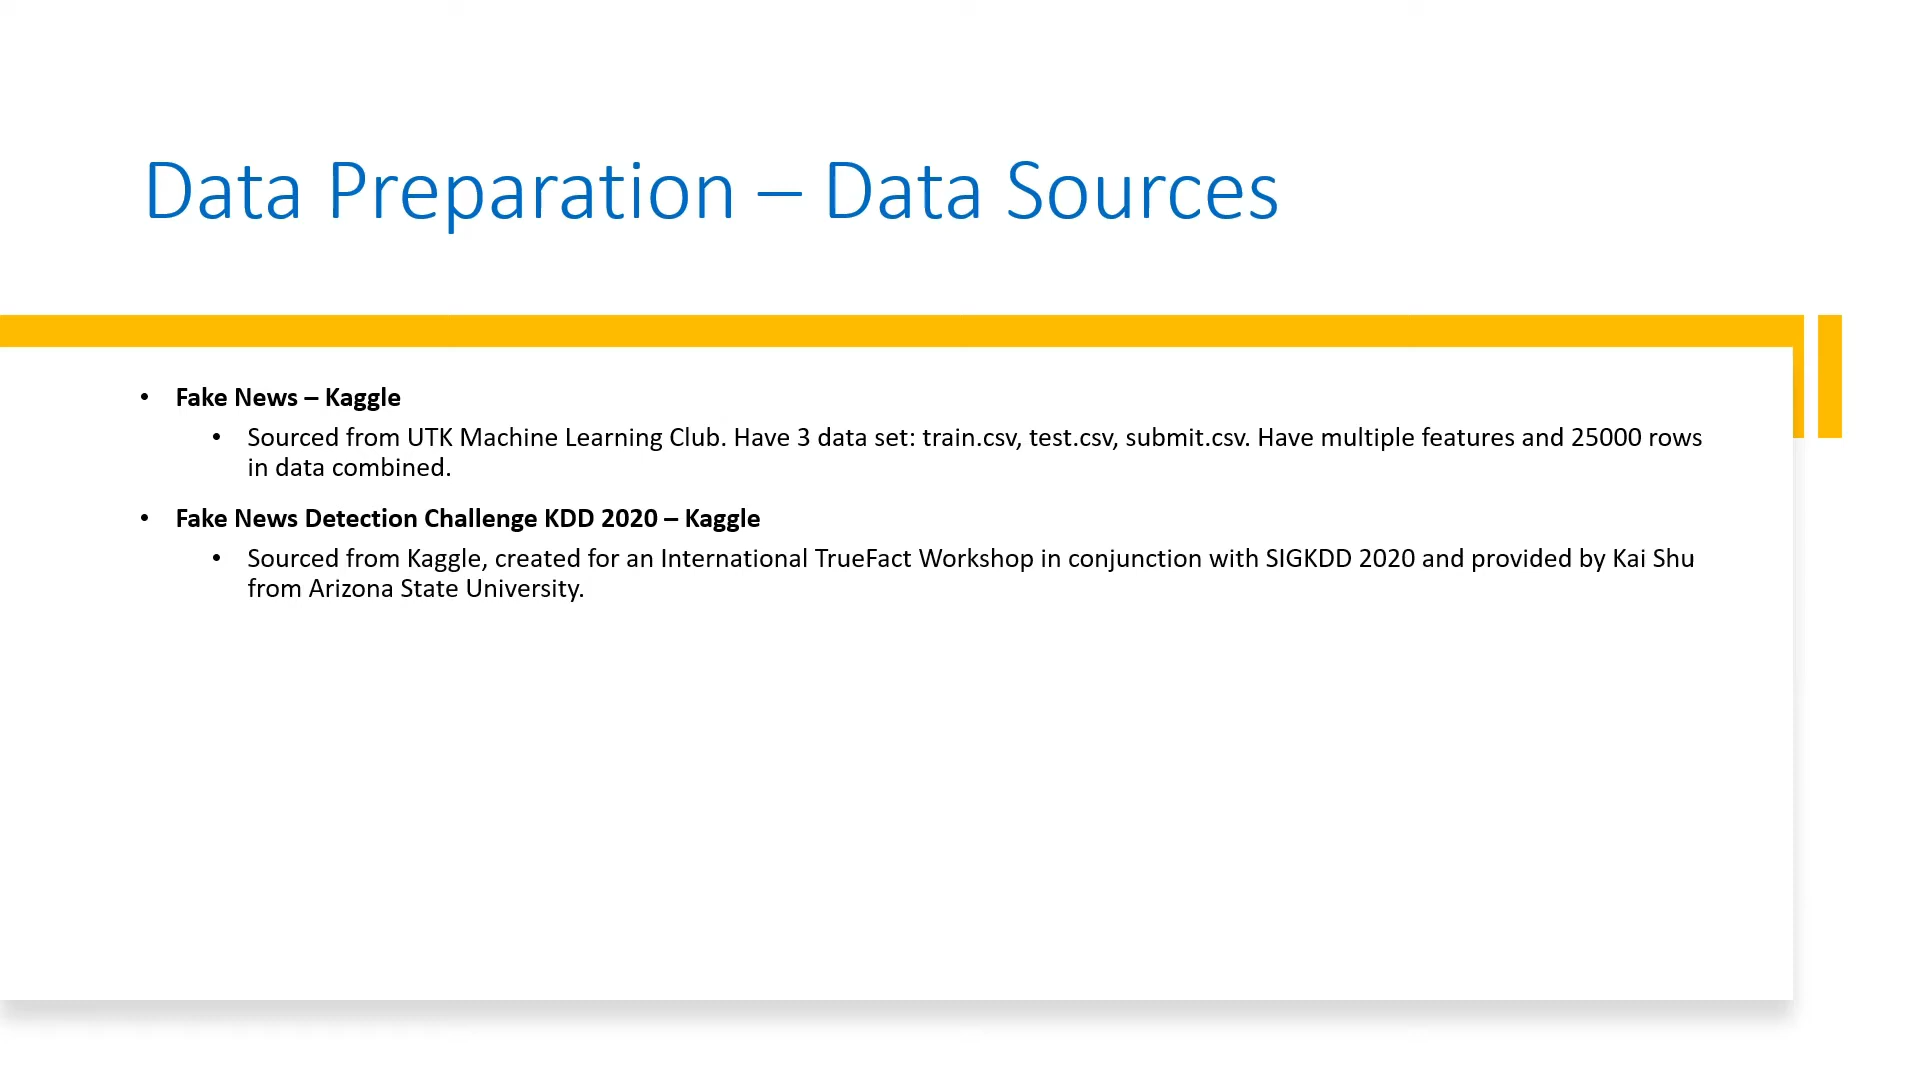 Data Preparation – Data Sources
• Fake News – Kaggle
• Sourced from UTK Machine Learning Club. Have 3 data set: train.csv, test.csv, submit.csv. Have multiple features and 25000 rows
in data combined.
• Fake News Detection Challenge KDD 2020 – Kaggle
• Sourced from Kaggle, created for an International TrueFact Workshop in conjunction with SIGKDD 2020 and provided by Kai Shu
from Arizona State University.